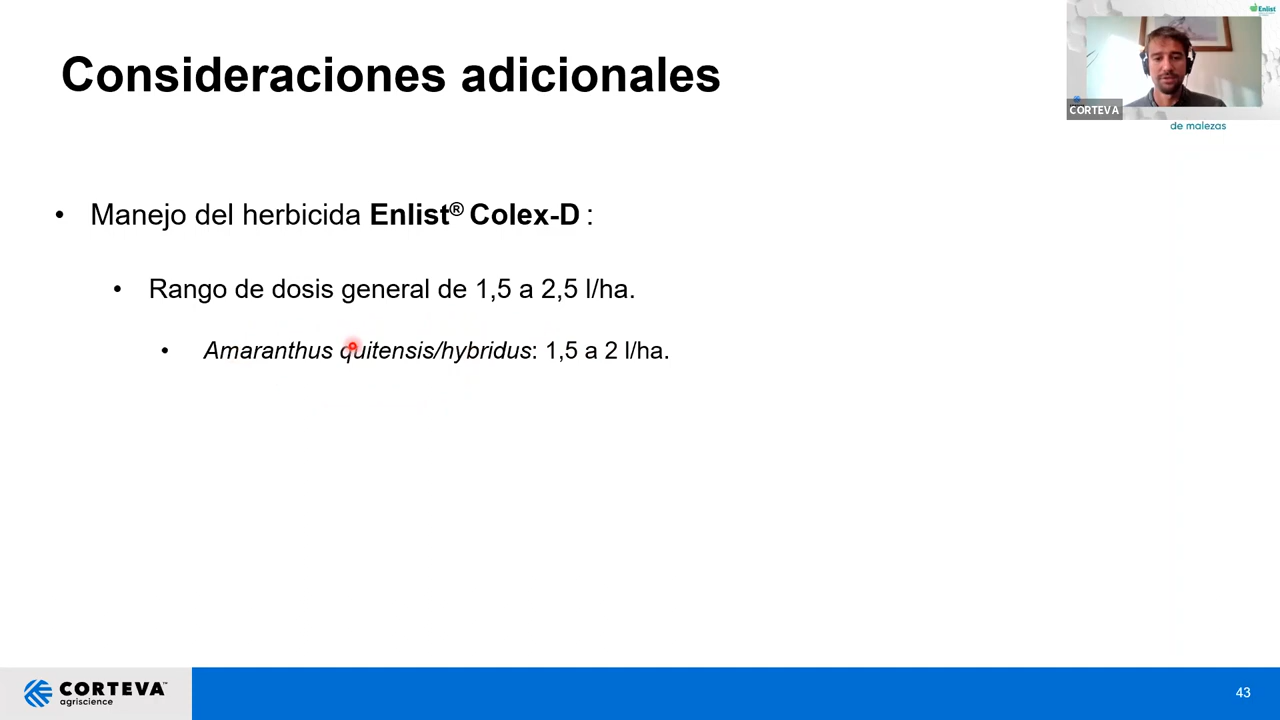 Consideraciones adicionales
Enlist
CORTEVA
de malezas
• Manejo del herbicida Enlist® Colex-D :
• Rango de dosis general de 1,5 a 2,5 l/ha.
• Amaranthus quitensis/hybridus: 1,5 a 2 l/ha.
CORTEVA™
agriscience
43